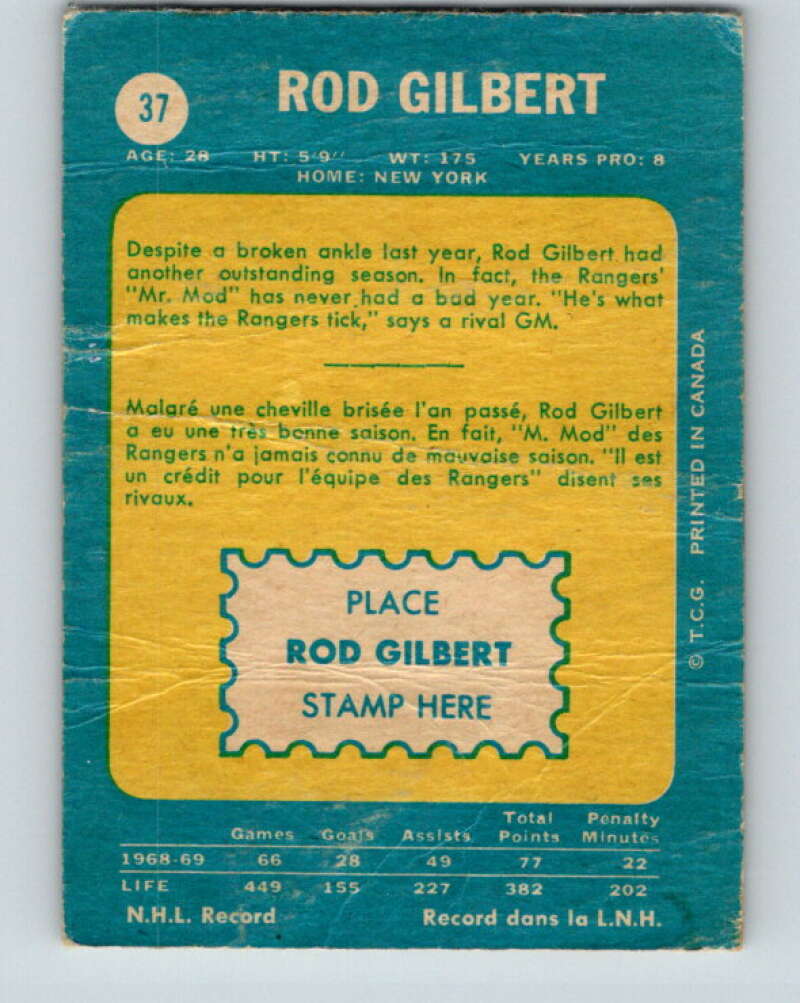 37
ROD GILBERT
AGE: 28 HT: 5'9" WT: 175 YEARS PRO: 8
HOME: NEW YORK
Despite a broken ankle last year, Rod Gilbert had
another outstanding season. In fact, the Rangers'
"Mr. Mod" has never had a bad year. "He's what
makes the Rangers tick," says a rival GM.
Malgré une cheville brisée l'an passé, Rod Gilbert
a eu une très bonne saison. En fait, "M. Mod" des
Rangers n'a jamais connu de mauvaise saison. "Il est
un crédit pour l'équipe des Rangers" disent ses
rivaux.
PLACE
ROD GILBERT
STAMP HERE
© T.C.G. PRINTED IN CANADA
Total Penalty
Games Goals Assists Points Minutes
1968-69 66 28 49 77 22
LIFE 449 155 227 382 202
N.H.L. Record Record dans la L.N.H.